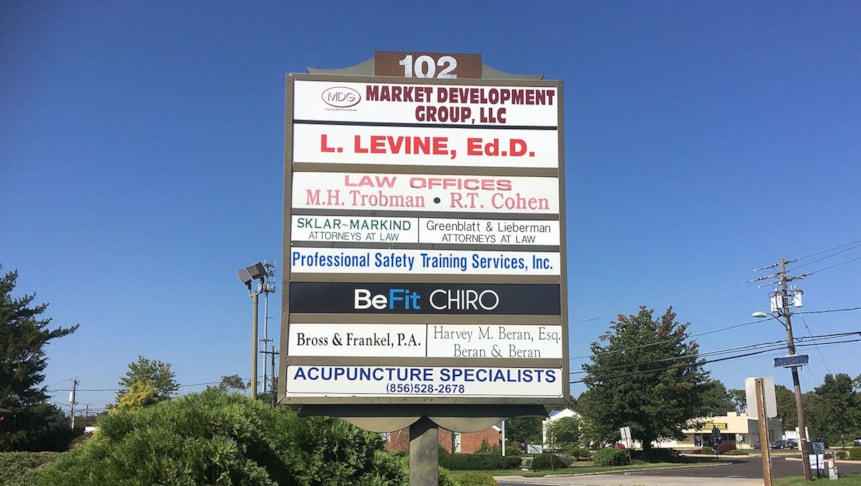 102
MDG
MARKET DEVELOPMENT
GROUP, LLC
L. LEVINE, Ed.D.
LAW OFFICES
M.H. Trobman • R.T. Cohen
SKLAR~MARKIND
ATTORNEYS AT LAW
Greenblatt & Lieberman
ATTORNEYS AT LAW
Professional Safety Training Services, Inc.
BeFit CHIRO
Bross & Frankel, P.A.
Harvey M. Beran, Esq.
Beran & Beran
ACUPUNCTURE SPECIALISTS
(856)528-2678